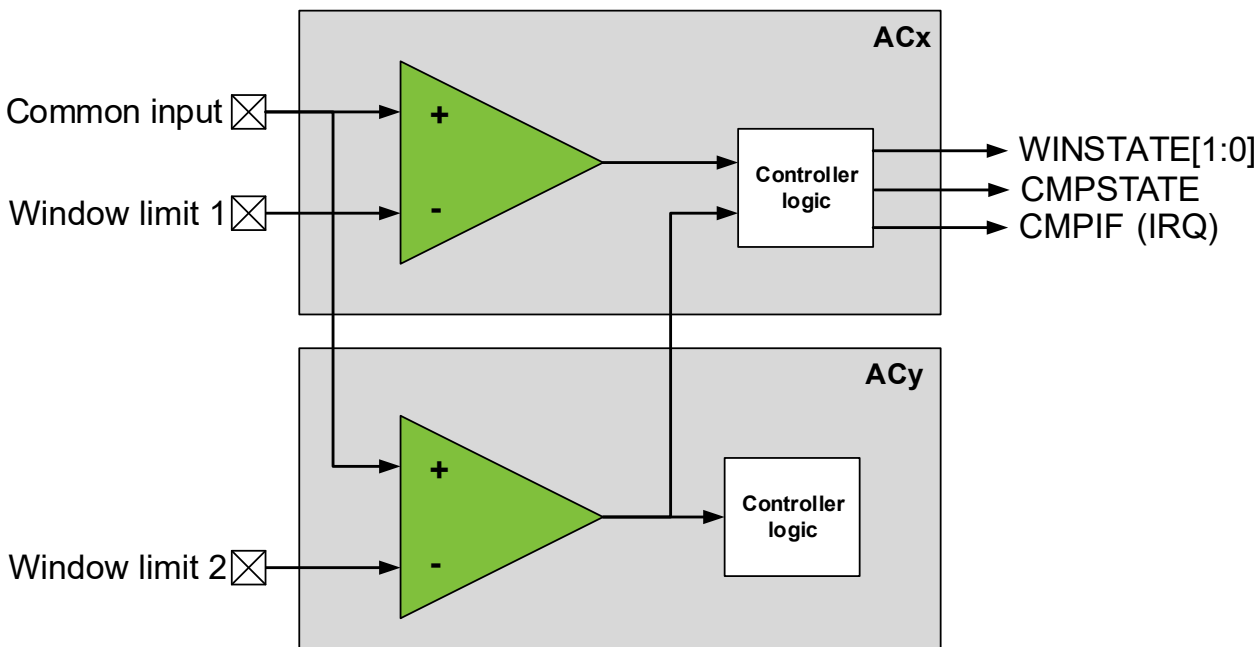 ACx
Common input
+
Window limit 1
-
Controller
logic
WINSTATE[1:0]
CMPSTATE
CMPIF (IRQ)
ACy
+
Window limit 2
-
Controller
logic